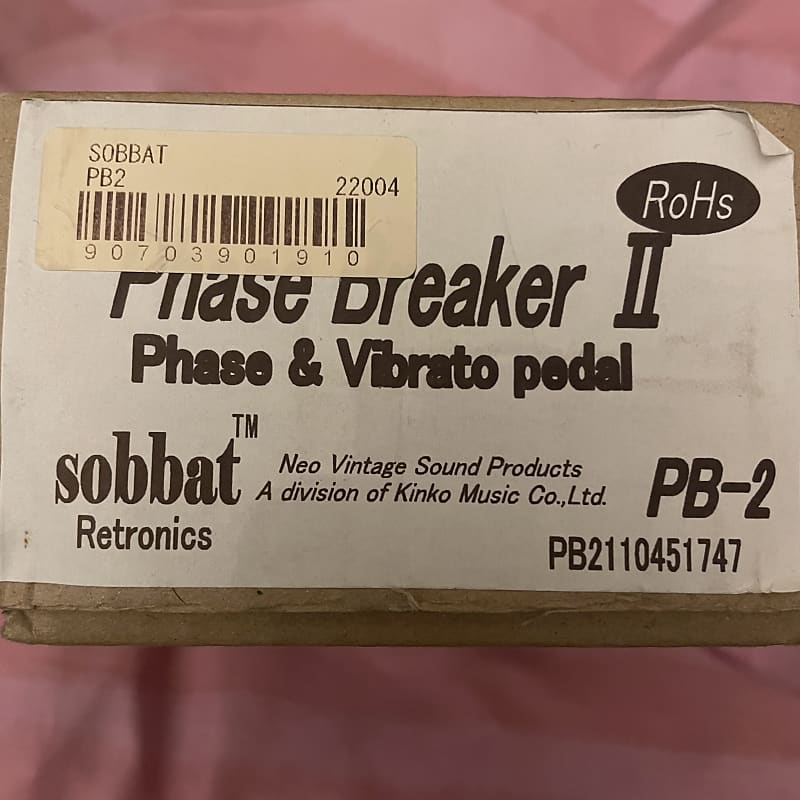 SOBBAT
PB2 22004
90703901910
RoHs
Phase Breaker II
Phase & Vibrato pedal
sobbat™
Retronics
Neo Vintage Sound Products
A division of Kinko Music Co.,Ltd.
PB-2
PB2110451747